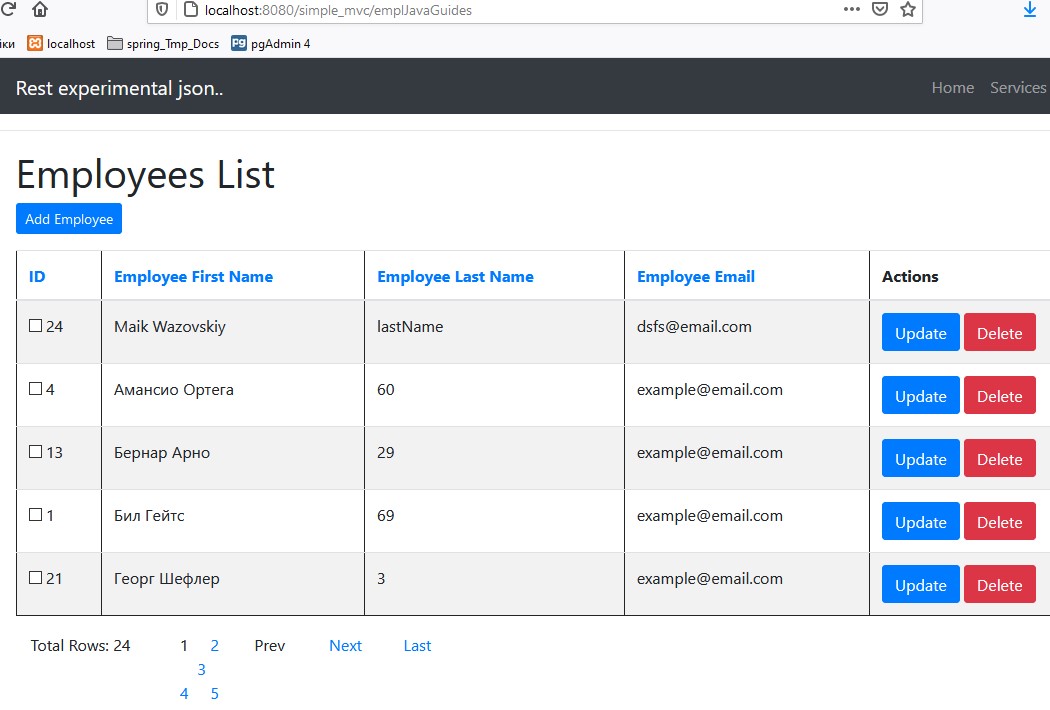 localhost:8080/simple_mvc/emplJavaGuides
іки localhost spring_Tmp_Docs pgAdmin 4
Rest experimental json.. Home Services
Employees List
Add Employee
ID Employee First Name Employee Last Name Employee Email Actions
24 Maik Wazovskiy lastName dsfs@email.com Update Delete
4 Амансио Ортега 60 example@email.com Update Delete
13 Бернар Арно 29 example@email.com Update Delete
1 Бил Гейтс 69 example@email.com Update Delete
21 Георг Шефлер 3 example@email.com Update Delete
Total Rows: 24 1 2 Prev Next Last
3
4 5